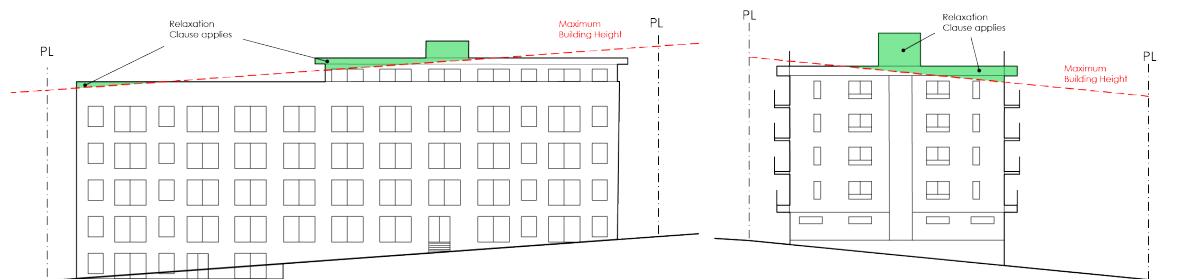 Relaxation
Clause applies
Maximum
Building Height
PL
PL
Relaxation
Clause applies
Maximum
Building Height
PL
PL